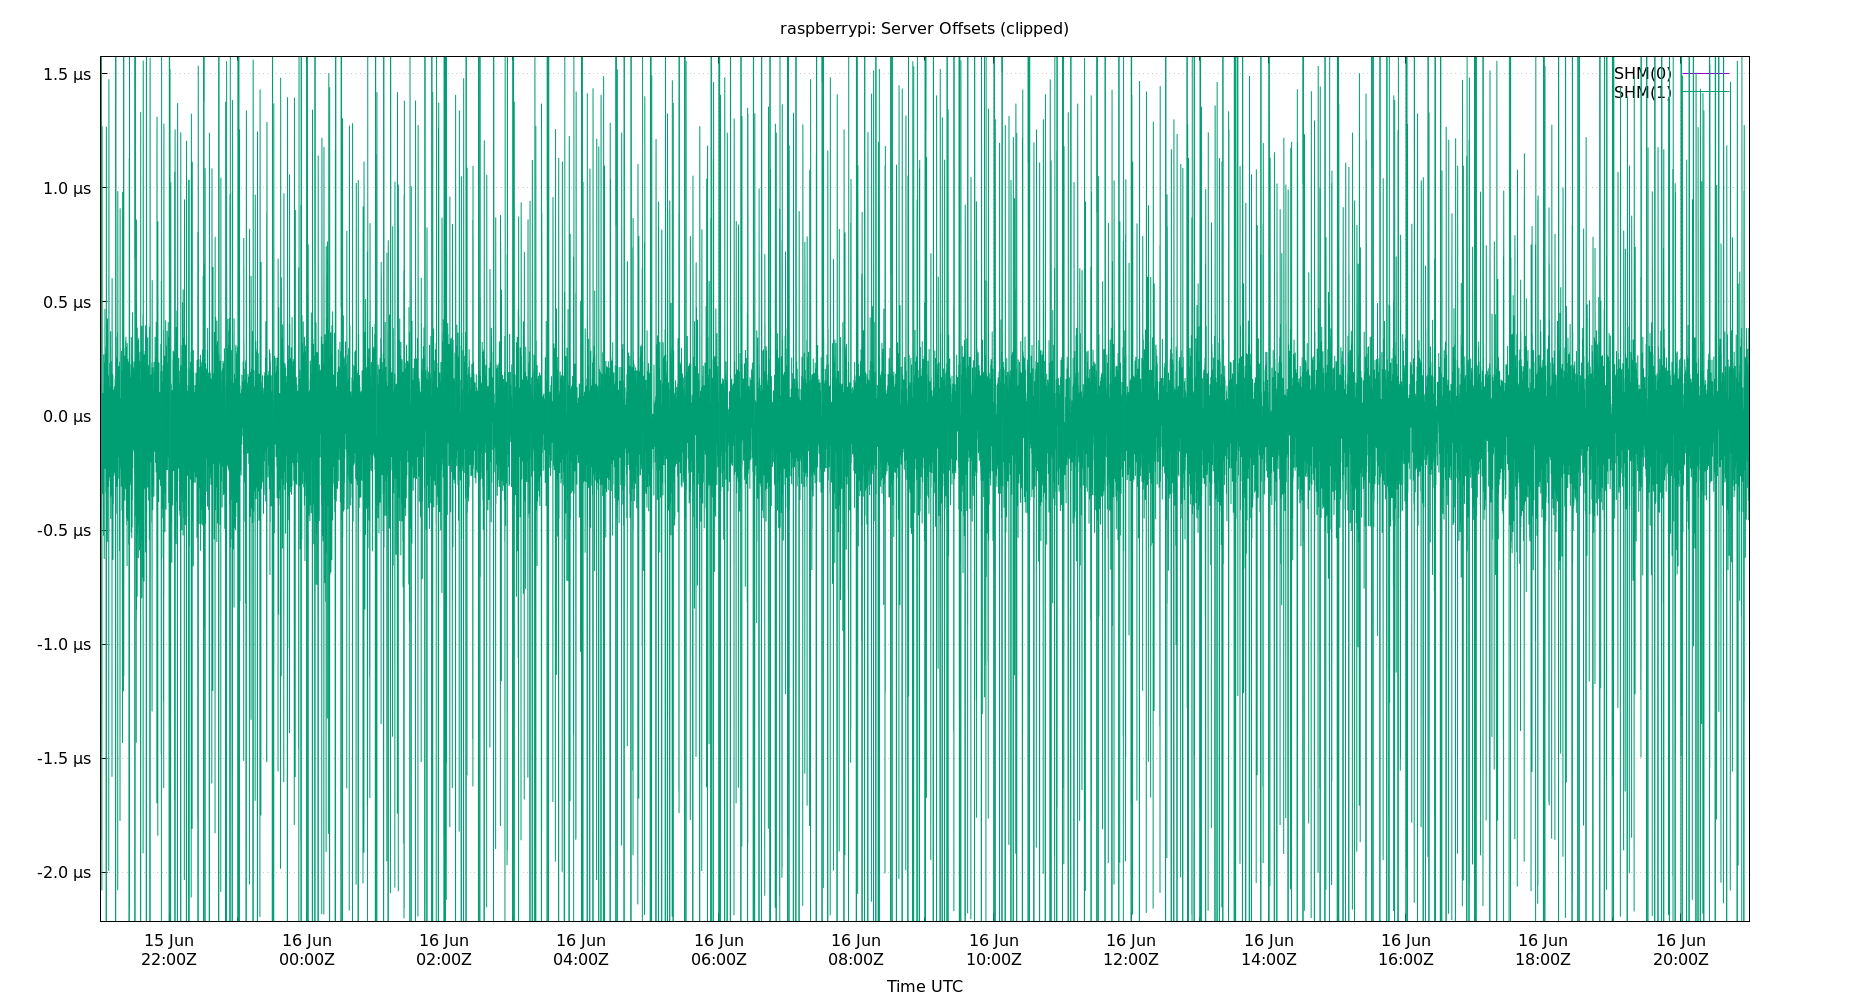 raspberrypi: Server Offsets (clipped)
1.5 µs
SHM(0)
SHM(1)
1.0 µs
0.5 µs
0.0 µs
-0.5 µs
-1.0 µs
-1.5 µs
-2.0 µs
15 Jun 16 Jun 16 Jun 16 Jun 16 Jun 16 Jun 16 Jun 16 Jun 16 Jun 16 Jun 16 Jun 16 Jun
22:00Z 00:00Z 02:00Z 04:00Z 06:00Z 08:00Z 10:00Z 12:00Z 14:00Z 16:00Z 18:00Z 20:00Z
Time UTC